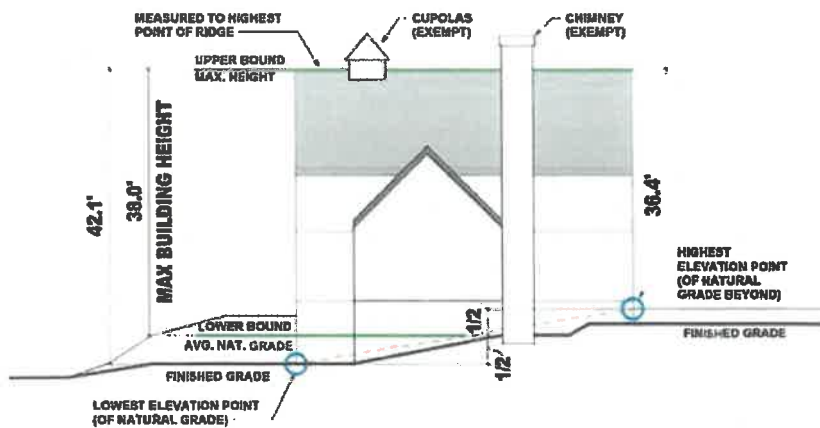 MEASURED TO HIGHEST
POINT OF RIDGE
CUPOLAS
(EXEMPT)
CHIMNEY
(EXEMPT)
UPPER BOUND
MAX. HEIGHT
42.1'
38.0'
MAX BUILDING HEIGHT
36.4'
HIGHEST
ELEVATION POINT
(OF NATURAL
GRADE BEYOND)
LOWER BOUND
AVG. NAT. GRADE
1/2
1/2'
FINISHED GRADE
FINISHED GRADE
LOWEST ELEVATION POINT
(OF NATURAL GRADE)